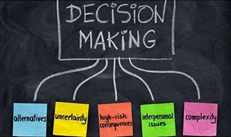 DECISION
MAKING
alternatives
uncertainty
high-risk
consequences
interpersonal
issues
complexity